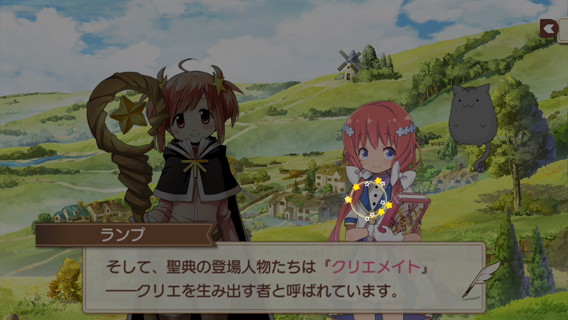 ランプ
そして、聖典の登場人物たちは『クリエメイト』
――クリエを生み出す者と呼ばれています。